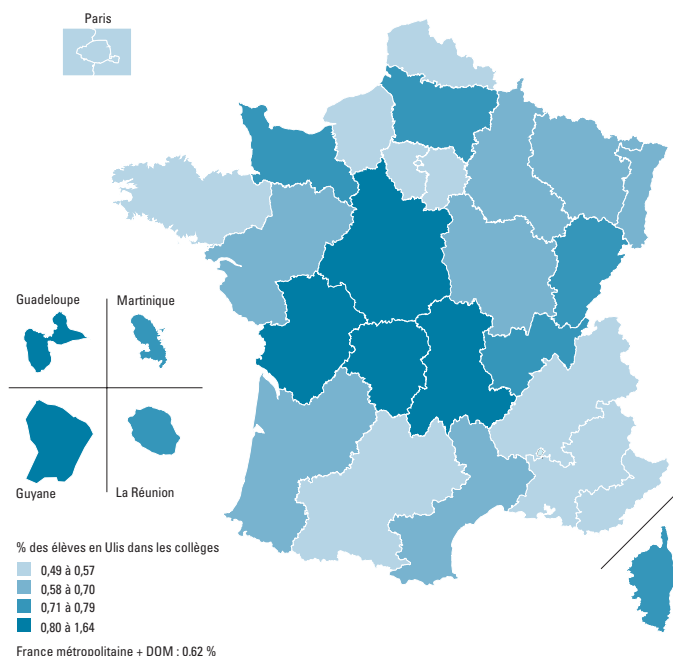 Paris
Guadeloupe
Martinique
Guyane
La Réunion
% des élèves en Ulis dans les collèges
0,49 à 0,57
0,58 à 0,70
0,71 à 0,79
0,80 à 1,64
France métropolitaine + DOM : 0,62 %